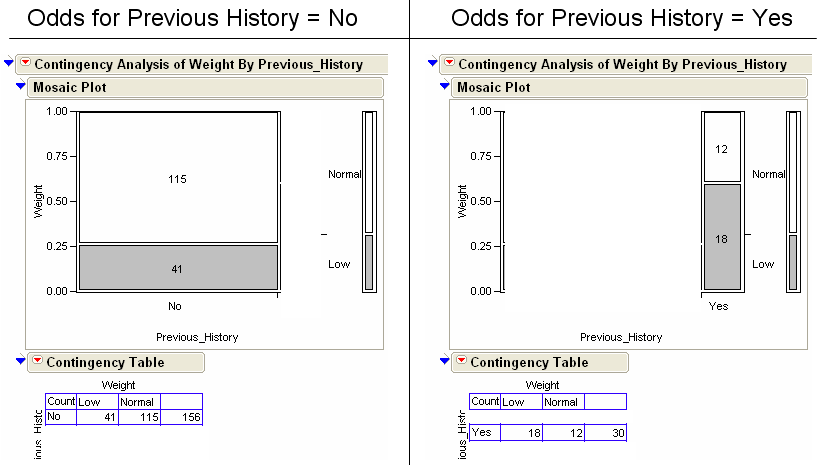 Odds for Previous History = No
Contingency Analysis of Weight By Previous_History
Mosaic Plot
1.00
0.75
0.50
0.25
0.00
Weight
115
41
Normal
Low
No
Previous_History
Contingency Table
Weight
Count Low Normal
No 41 115 156
Odds for Previous History = Yes
Contingency Analysis of Weight By Previous_History
Mosaic Plot
1.00
0.75
0.50
0.25
0.00
Weight
12
18
Normal
Low
Yes
Previous_History
Contingency Table
Weight
Count Low Normal
Yes 18 12 30